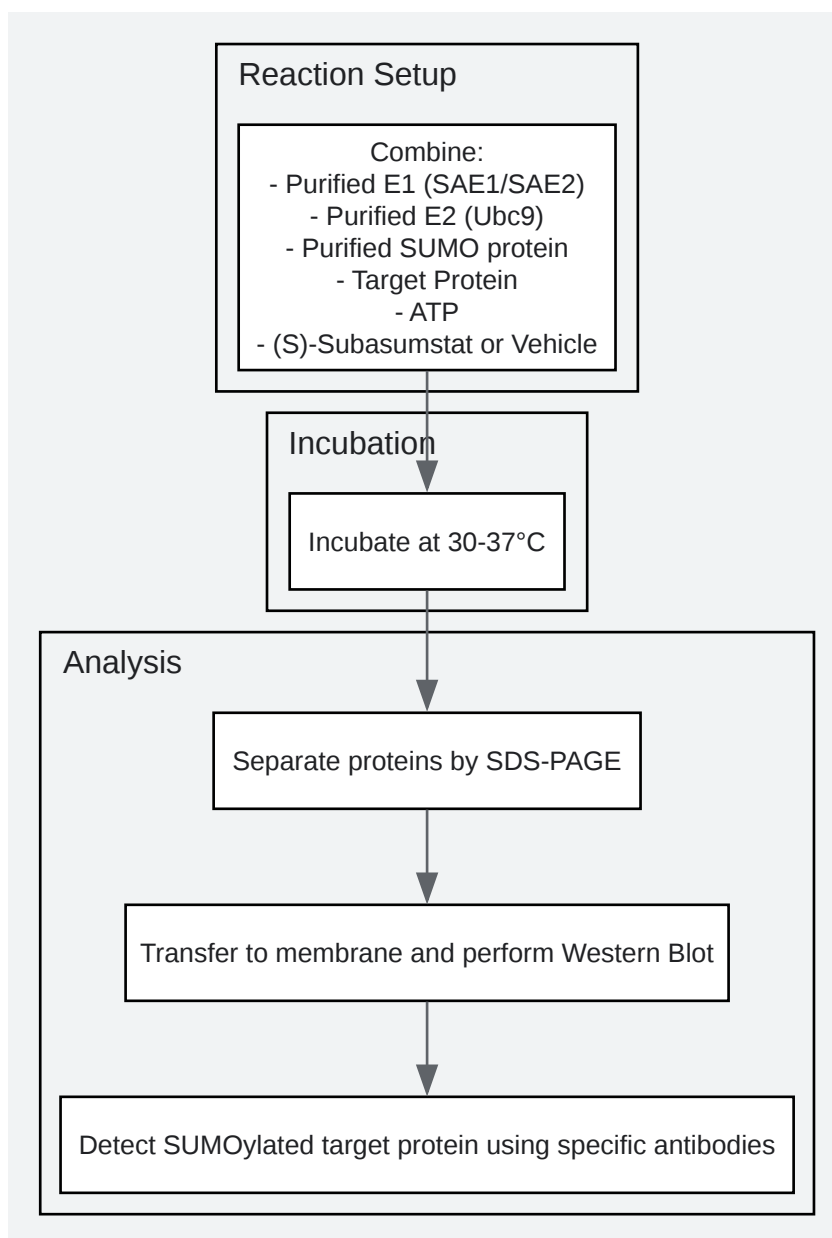 Reaction Setup
Combine:
- Purified E1 (SAE1/SAE2)
- Purified E2 (Ubc9)
- Purified SUMO protein
- Target Protein
- ATP
- (S)-Subasumstat or Vehicle
Incubation
Incubate at 30-37°C
Analysis
Separate proteins by SDS-PAGE
Transfer to membrane and perform Western Blot
Detect SUMOylated target protein using specific antibodies